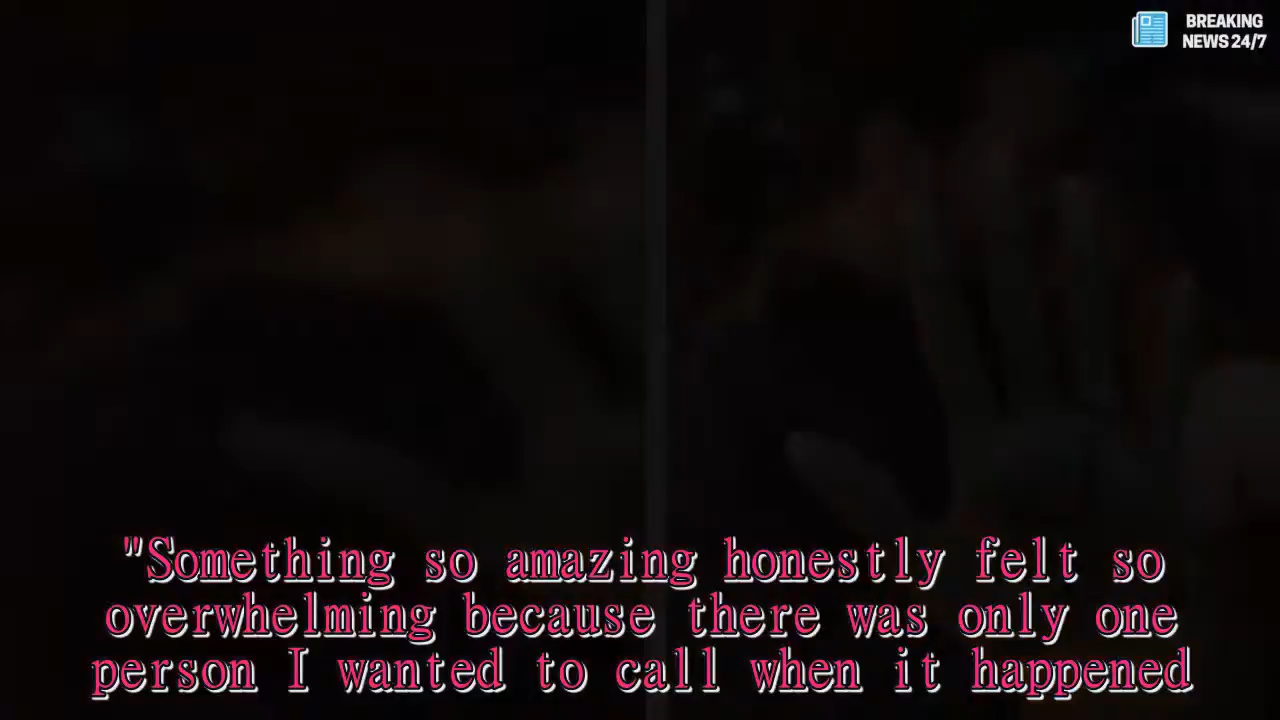 BREAKING
NEWS 24/7
"Something so amazing honestly felt so
overwhelming because there was only one
person I wanted to call when it happened